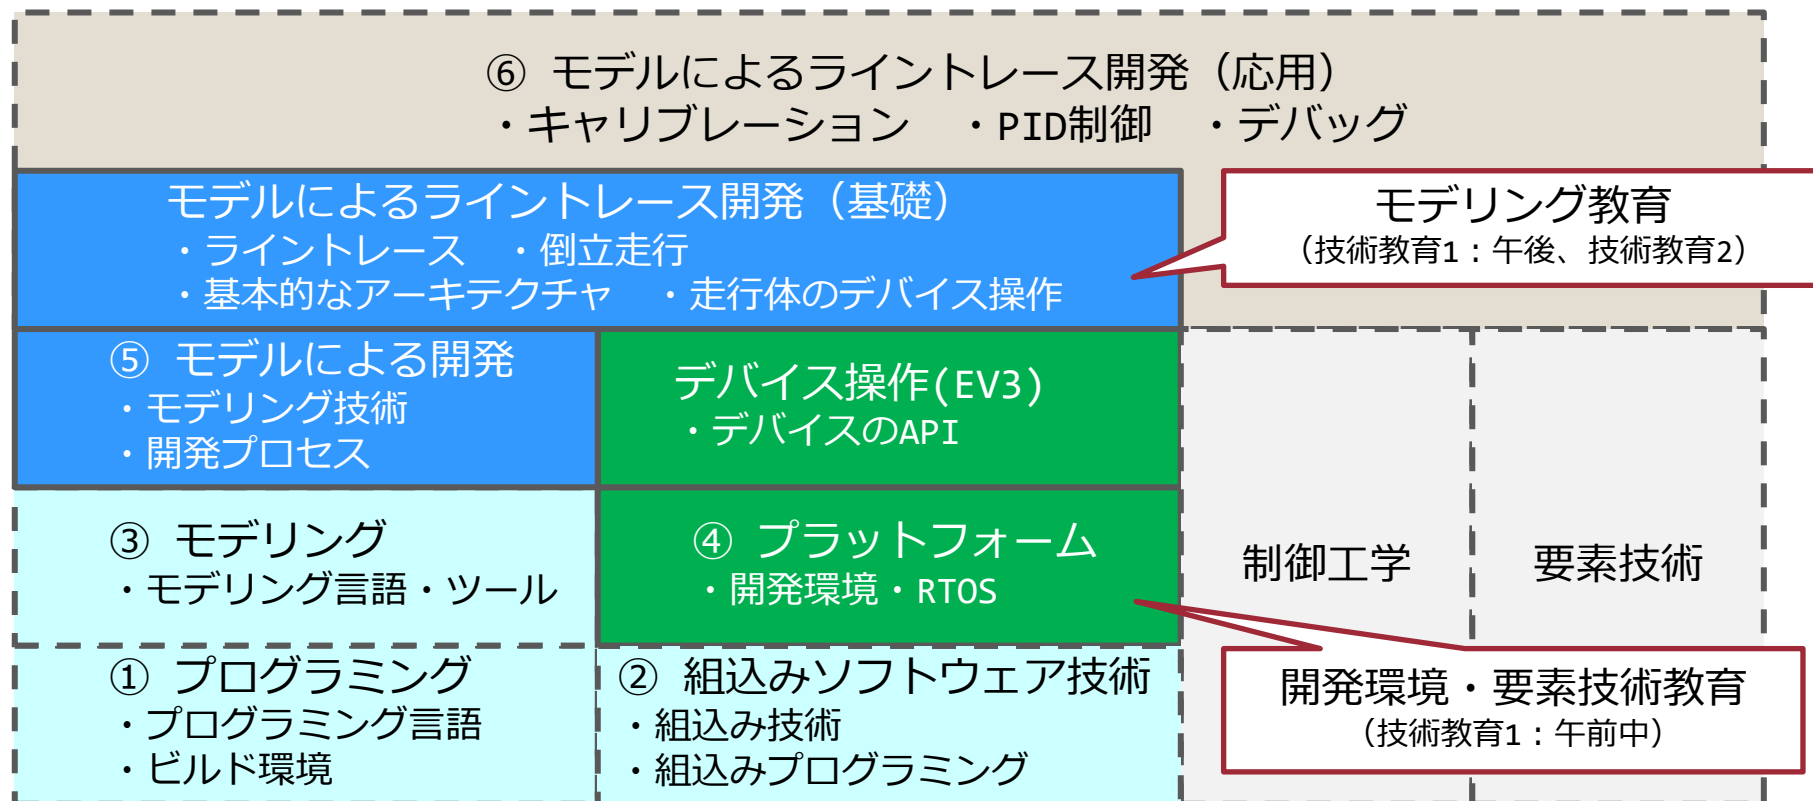 ⑥ モデルによるライントレース開発（応用）
・キャリブレーション　・PID制御　・デバッグ
モデルによるライントレース開発（基礎）
・ライントレース　・倒立走行
・基本的なアーキテクチャ　・走行体のデバイス操作
モデリング教育
（技術教育1：午後、技術教育2）
⑤ モデルによる開発
・モデリング技術
・開発プロセス
デバイス操作(EV3)
・デバイスのAPI
③ モデリング
・モデリング言語・ツール
④ プラットフォーム
・開発環境・RTOS
制御工学
要素技術
① プログラミング
・プログラミング言語
・ビルド環境
② 組込みソフトウェア技術
・組込み技術
・組込みプログラミング
開発環境・要素技術教育
（技術教育1：午前中）